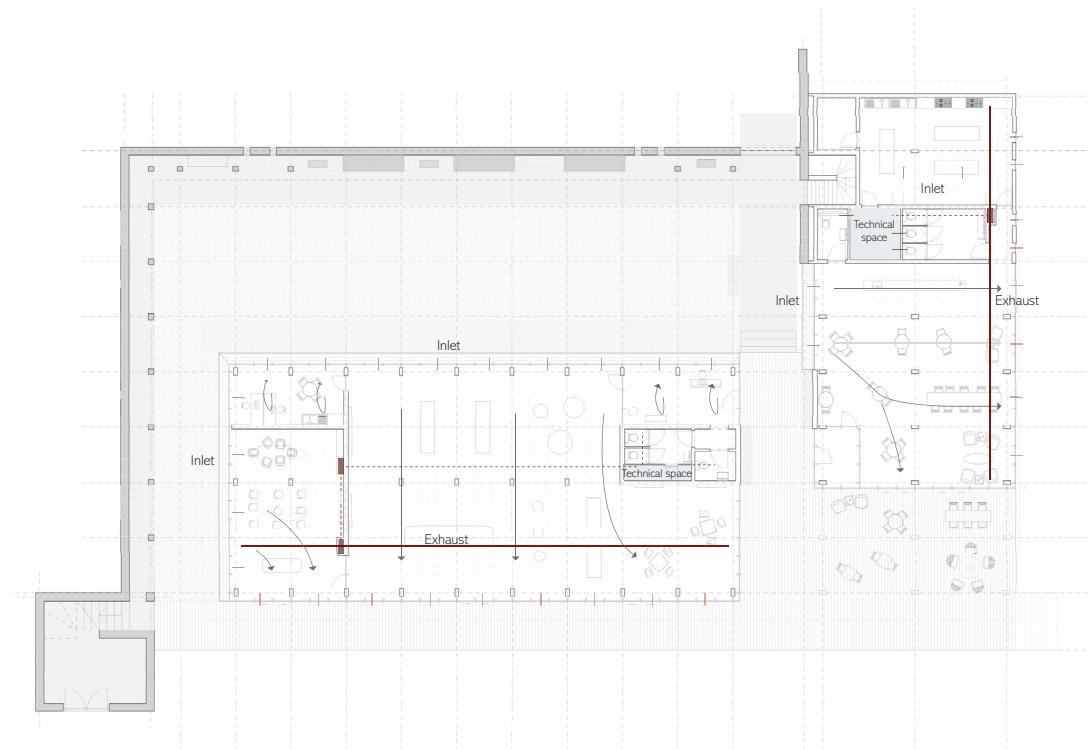 Inlet
Technical
space
Inlet
Exhaust
Inlet
Inlet
Technical space
Exhaust